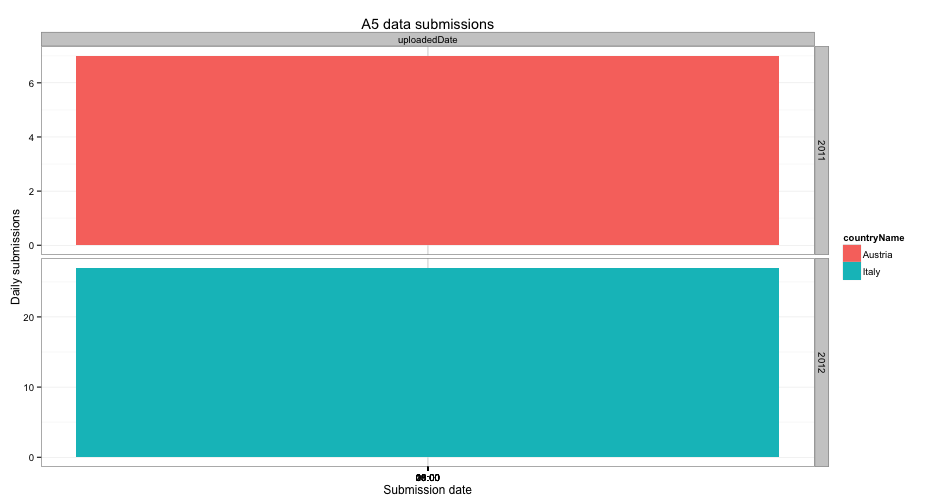 A5 data submissions
uploadedDate
6
4
2
0
2011
Daily submissions
countryName
Austria
Italy
20
10
0
2012
Submission date